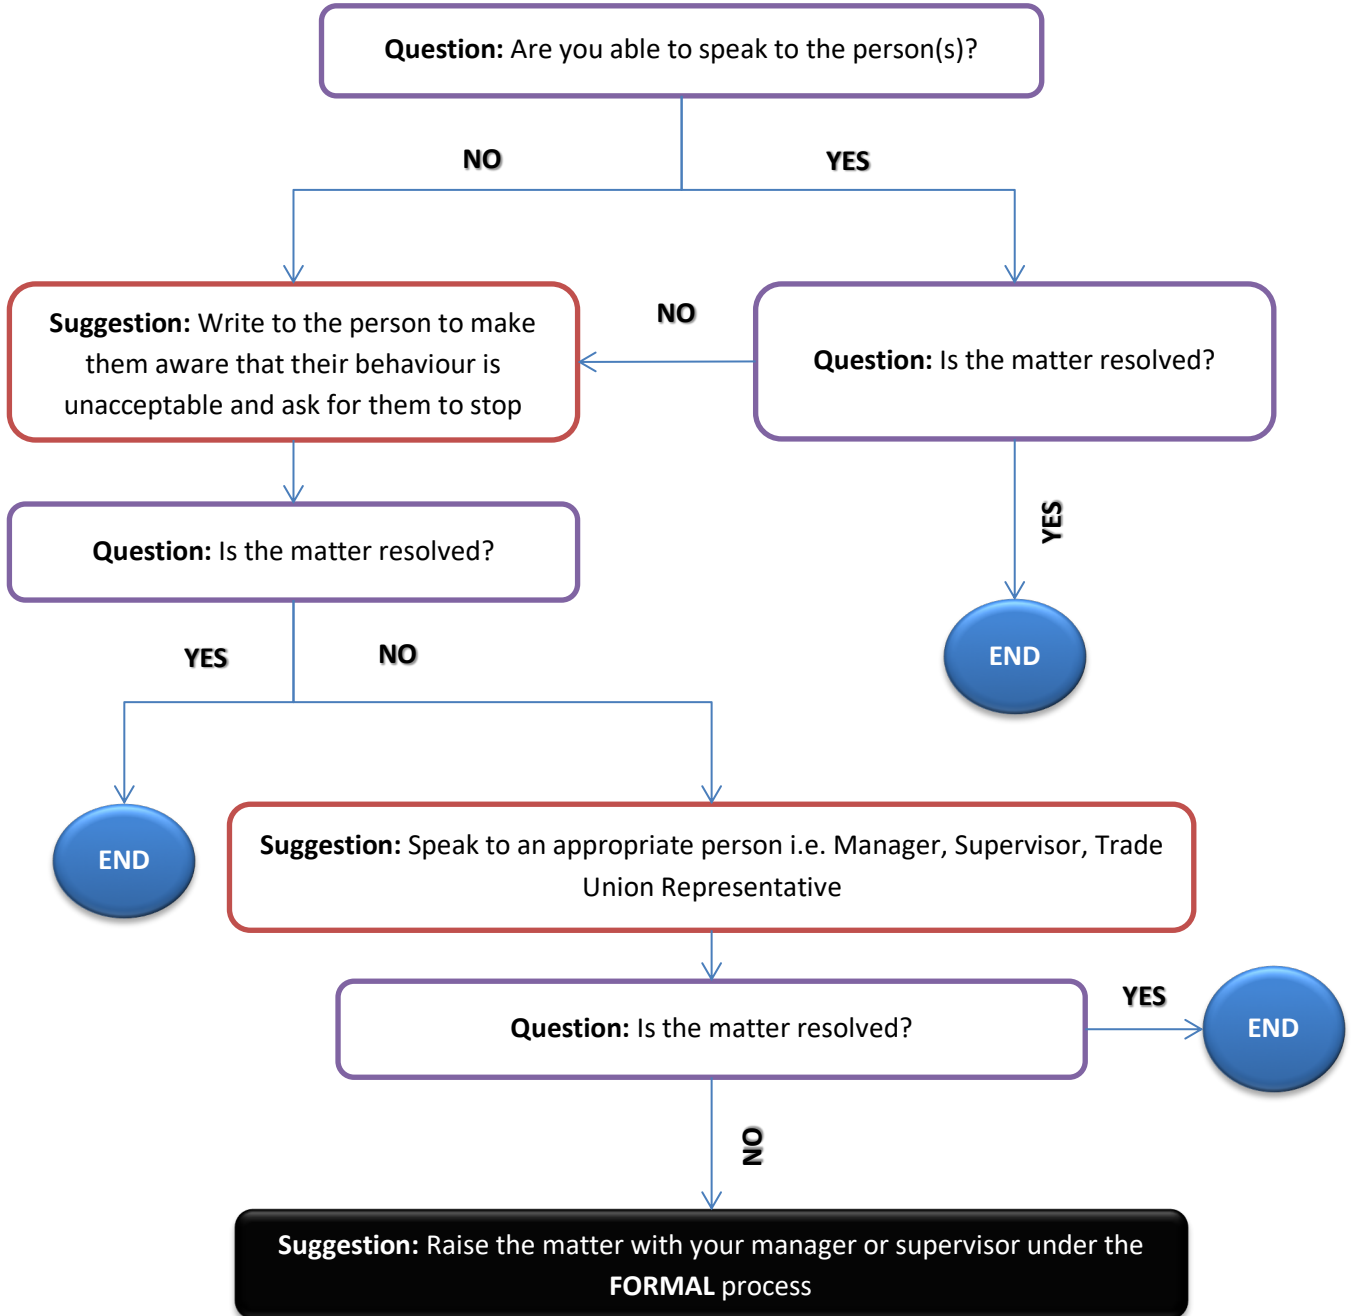 Question: Are you able to speak to the person(s)?
NO
YES
Suggestion: Write to the person to make
them aware that their behaviour is
unacceptable and ask for them to stop
NO
Question: Is the matter resolved?
YES
END
Question: Is the matter resolved?
YES
NO
END
Suggestion: Speak to an appropriate person i.e. Manager, Supervisor, Trade
Union Representative
Question: Is the matter resolved?
YES
END
NO
Suggestion: Raise the matter with your manager or supervisor under the
FORMAL process